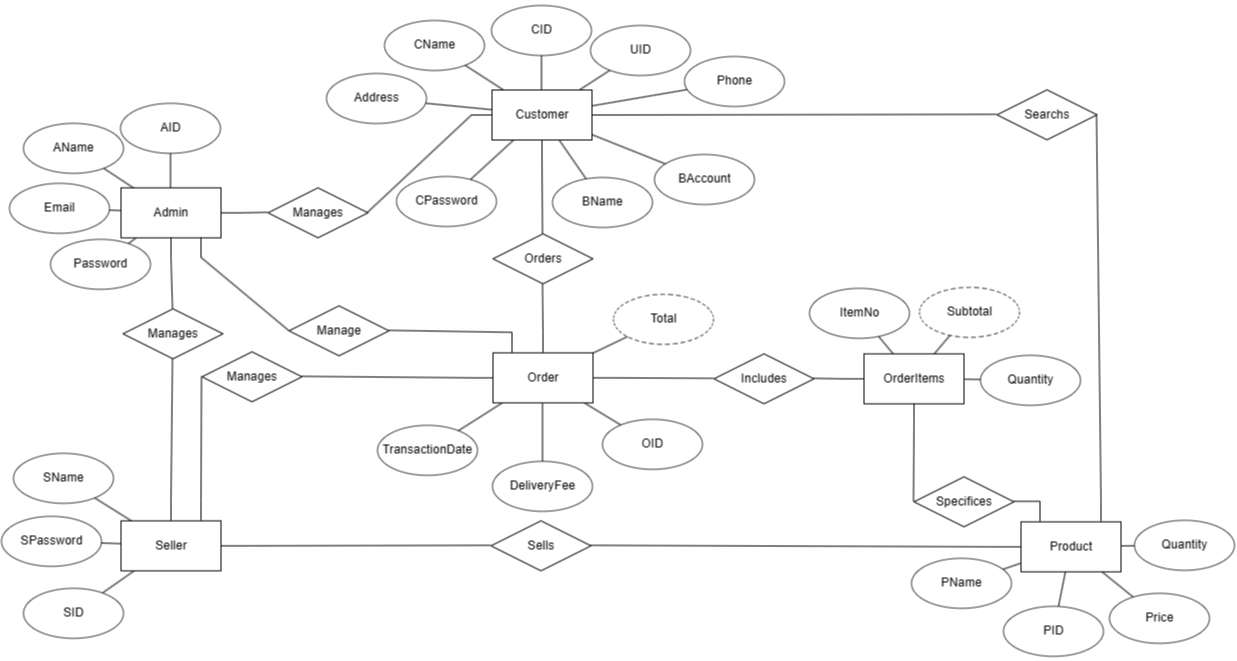 CID
CName
UID
Phone
Address
Customer
Searchs
AID
AName
BAccount
CPassword
BName
Email
Admin
Manages
Password
Orders
Total
ItemNo
Subtotal
Manages
Manage
Manages
Order
Includes
OrderItems
Quantity
TransactionDate
OID
DeliveryFee
SName
Specifices
SPassword
Seller
Sells
Product
Quantity
PName
SID
PID
Price